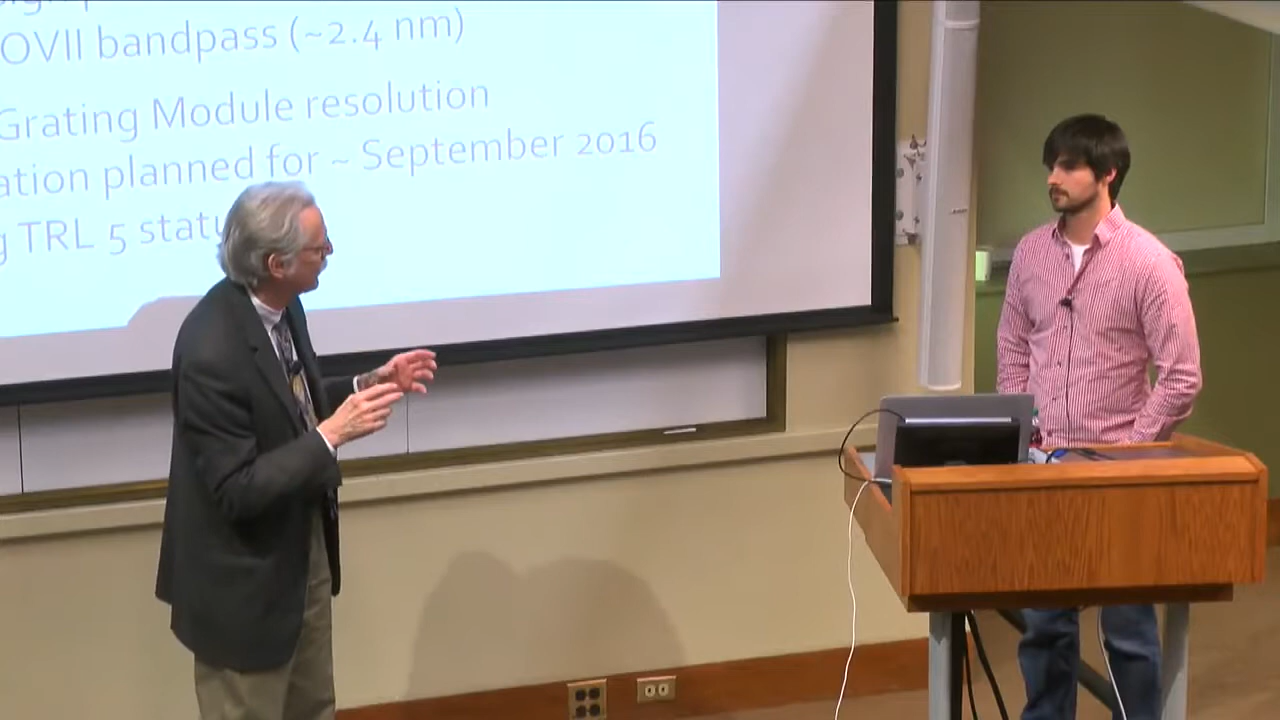 OVII bandpass (~2.4 nm)
Grating Module resolution
ation planned for ~ September 2016
g TRL 5 statu